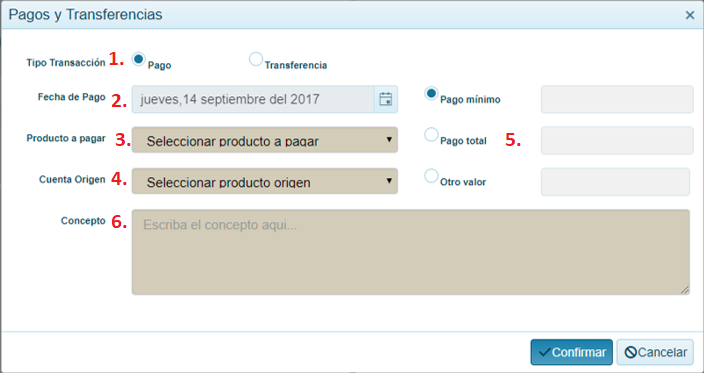 Pagos y Transferencias ×
Tipo Transacción 1. Pago Transferencia
Fecha de Pago 2. jueves,14 septiembre del 2017 Pago mínimo
Producto a pagar 3. Seleccionar producto a pagar Pago total 5.
Cuenta Origen 4. Seleccionar producto origen Otro valor
Concepto 6. Escriba el concepto aqui...
Confirmar Cancelar